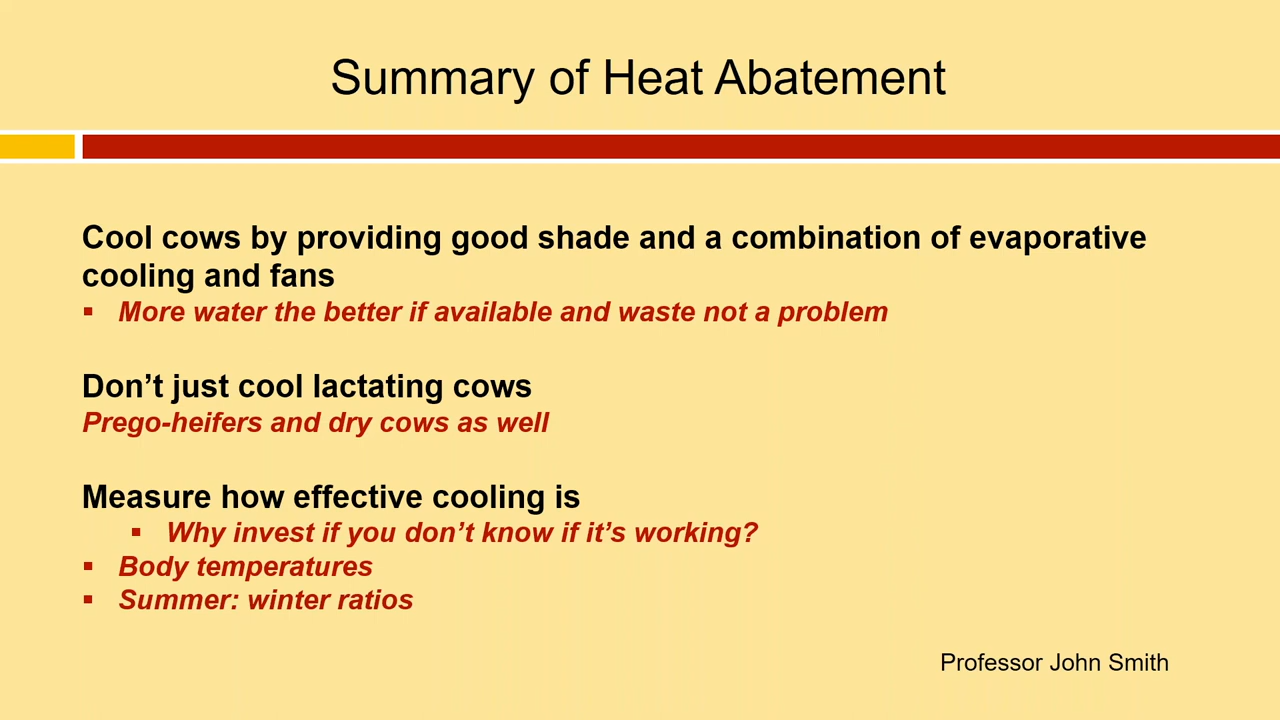 Summary of Heat Abatement
Cool cows by providing good shade and a combination of evaporative
cooling and fans
▪ More water the better if available and waste not a problem
Don’t just cool lactating cows
Prego-heifers and dry cows as well
Measure how effective cooling is
▪ Why invest if you don’t know if it’s working?
▪ Body temperatures
▪ Summer: winter ratios
Professor John Smith